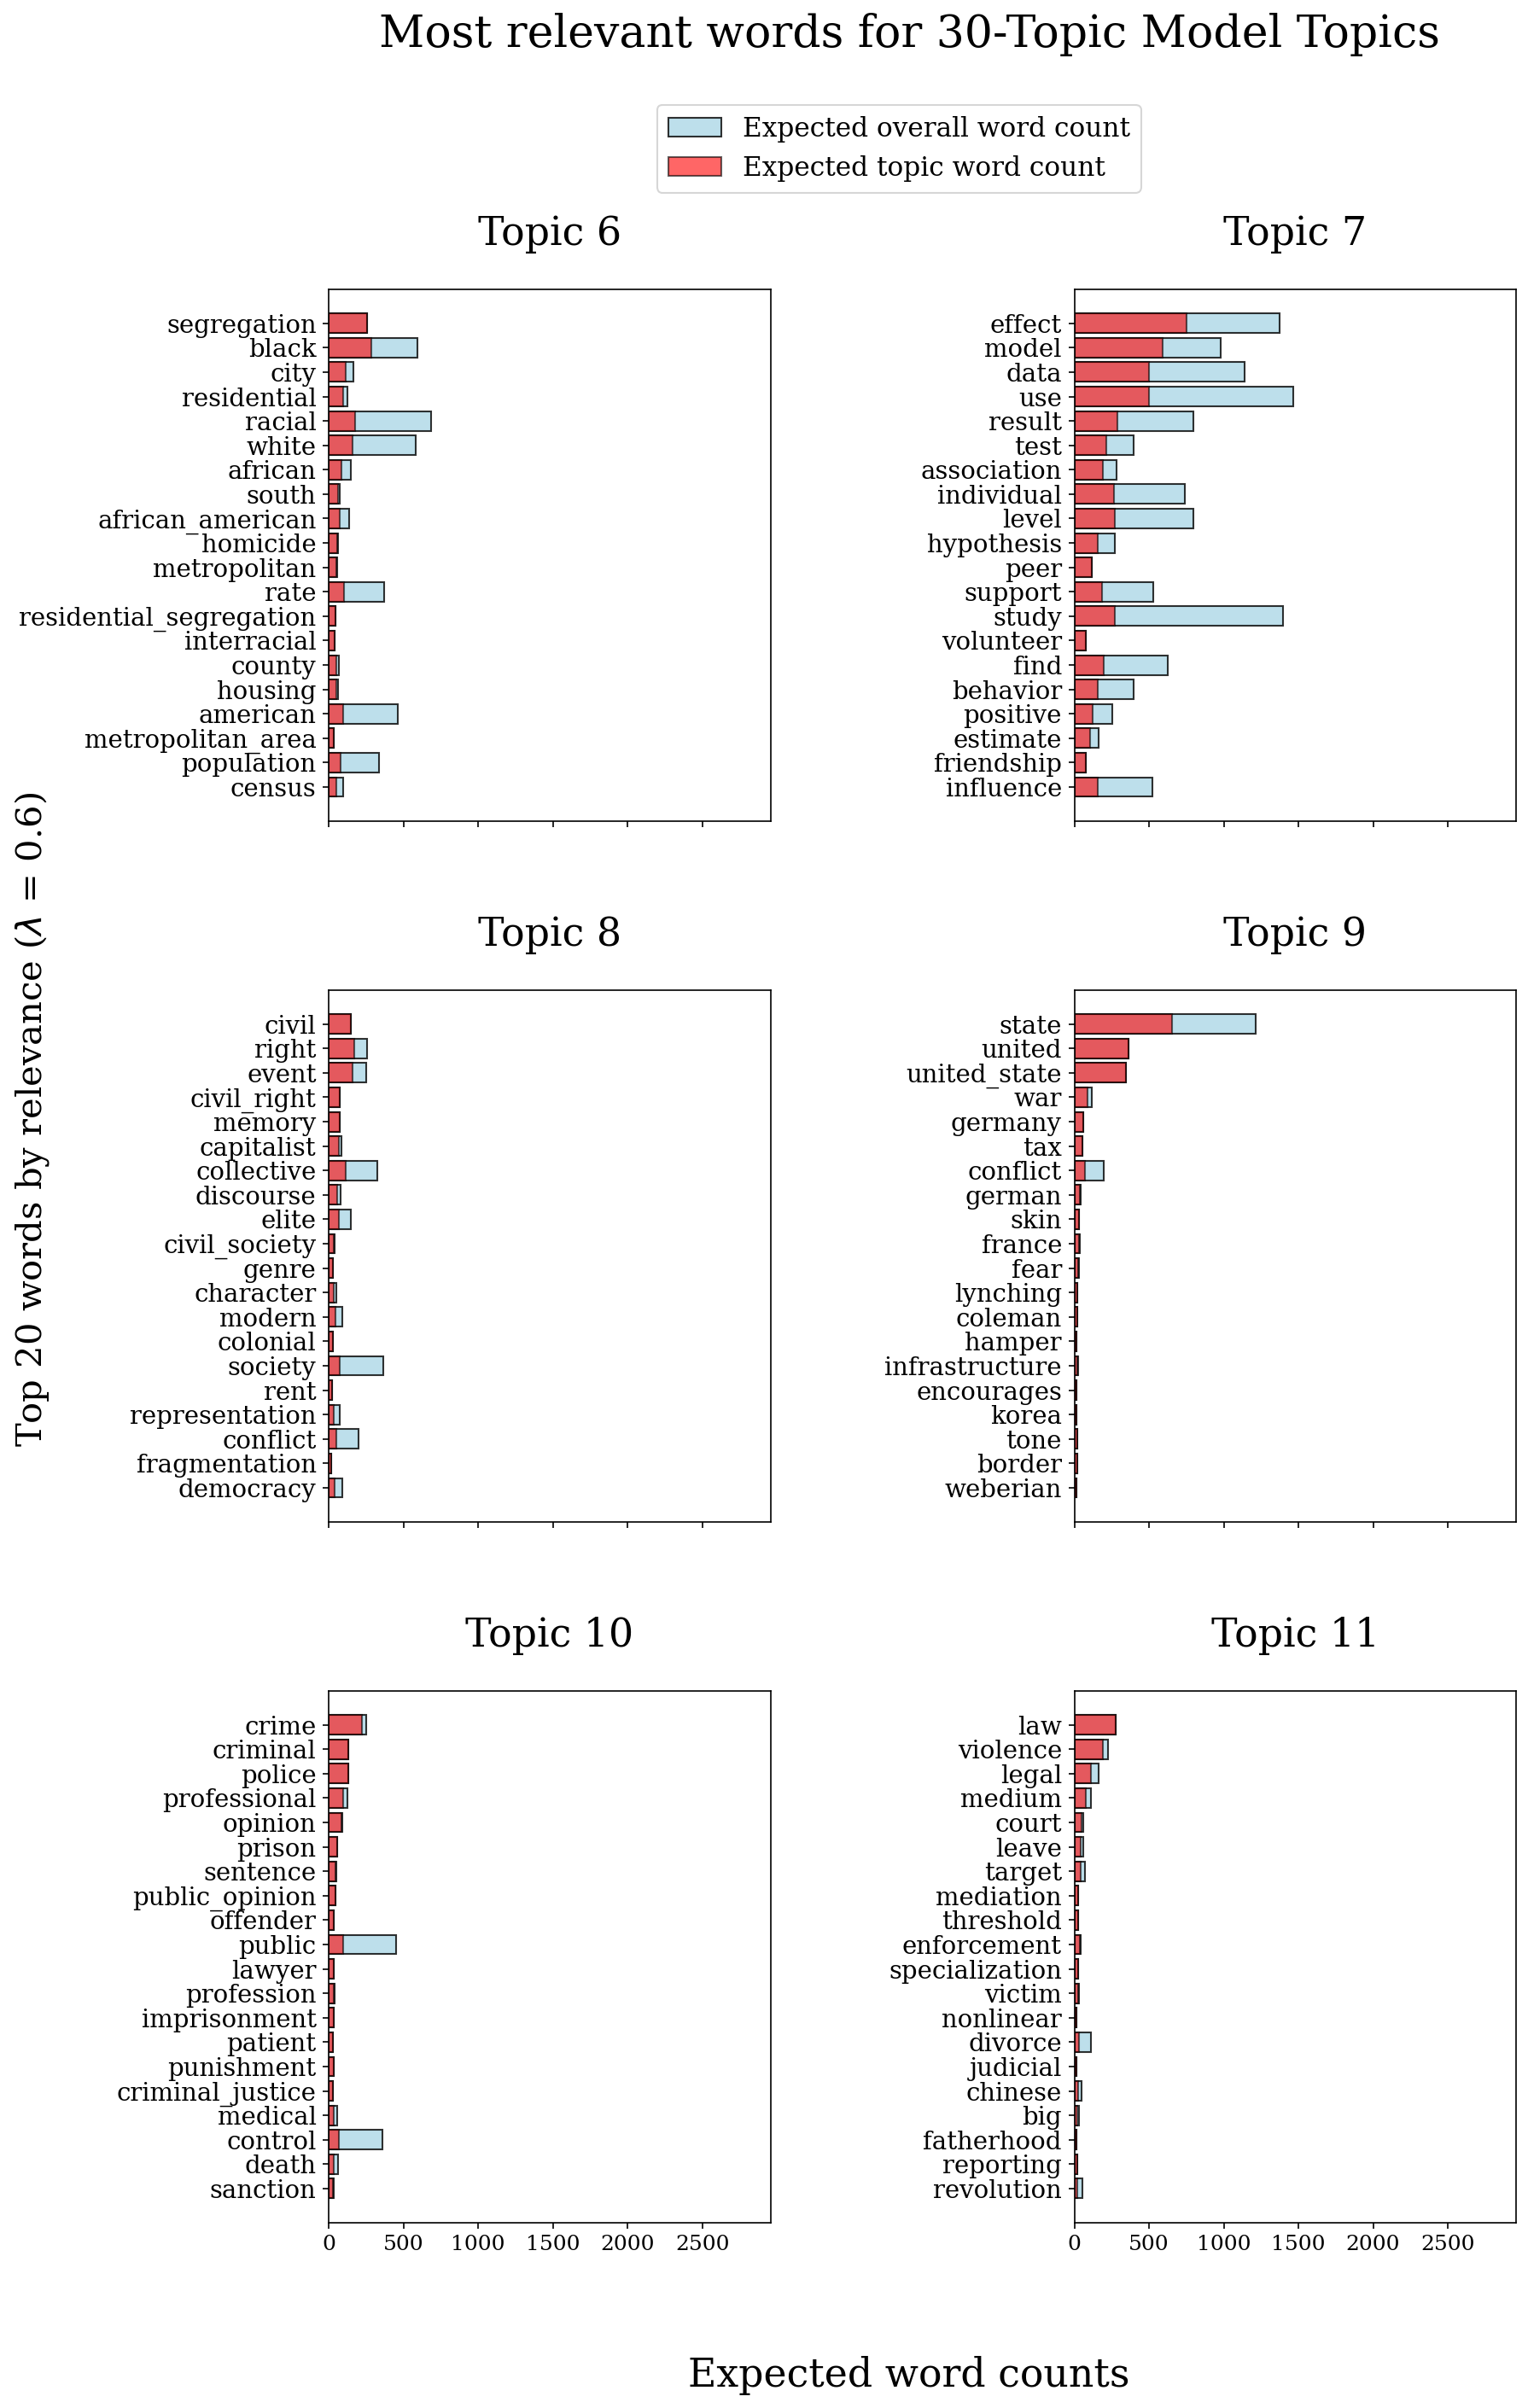 Most relevant words for 30-Topic Model Topics
Expected overall word count
Expected topic word count
Top 20 words by relevance (λ = 0.6)
Topic 6
segregation
black
city
residential
racial
white
african
south
african_american
homicide
metropolitan
rate
residential_segregation
interracial
county
housing
american
metropolitan_area
population
census
Topic 7
effect
model
data
use
result
test
association
individual
level
hypothesis
peer
support
study
volunteer
find
behavior
positive
estimate
friendship
influence
Topic 8
civil
right
event
civil_right
memory
capitalist
collective
discourse
elite
civil_society
genre
character
modern
colonial
society
rent
representation
conflict
fragmentation
democracy
Topic 9
state
united
united_state
war
germany
tax
conflict
german
skin
france
fear
lynching
coleman
hamper
infrastructure
encourages
korea
tone
border
weberian
Topic 10
crime
criminal
police
professional
opinion
prison
sentence
public_opinion
offender
public
lawyer
profession
imprisonment
patient
punishment
criminal_justice
medical
control
death
sanction
0 500 1000 1500 2000 2500
Topic 11
law
violence
legal
medium
court
leave
target
mediation
threshold
enforcement
specialization
victim
nonlinear
divorce
judicial
chinese
big
fatherhood
reporting
revolution
0 500 1000 1500 2000 2500
Expected word counts